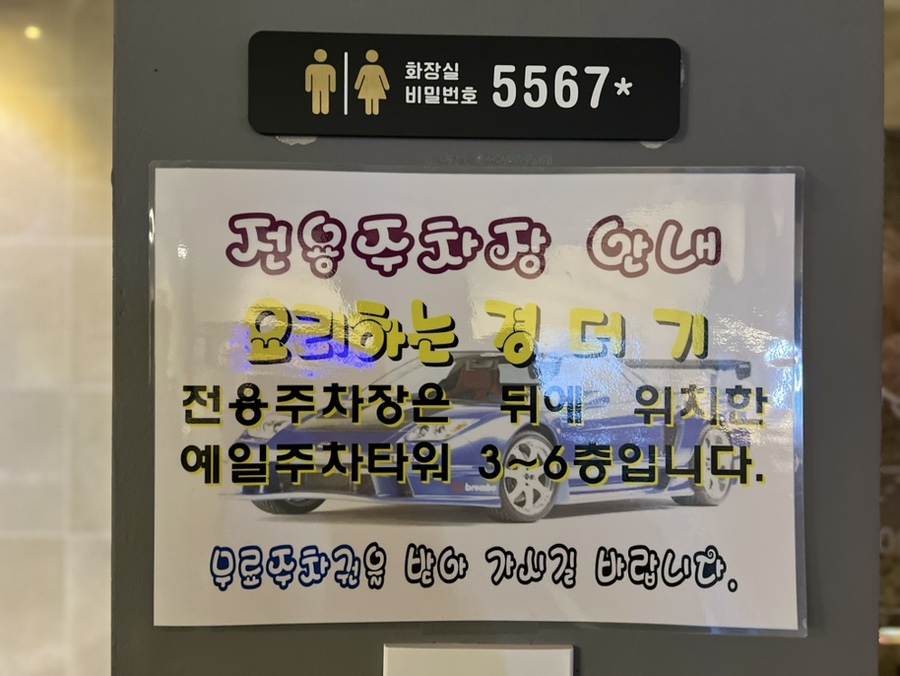 화장실
비밀번호 5567*
전용주차장 안내
요리하는 경 더 기
전용주차장은 뒤에 위치한
예일주차타워 3~6층입니다.
무료주차권을 받아 가시길 바랍니다.